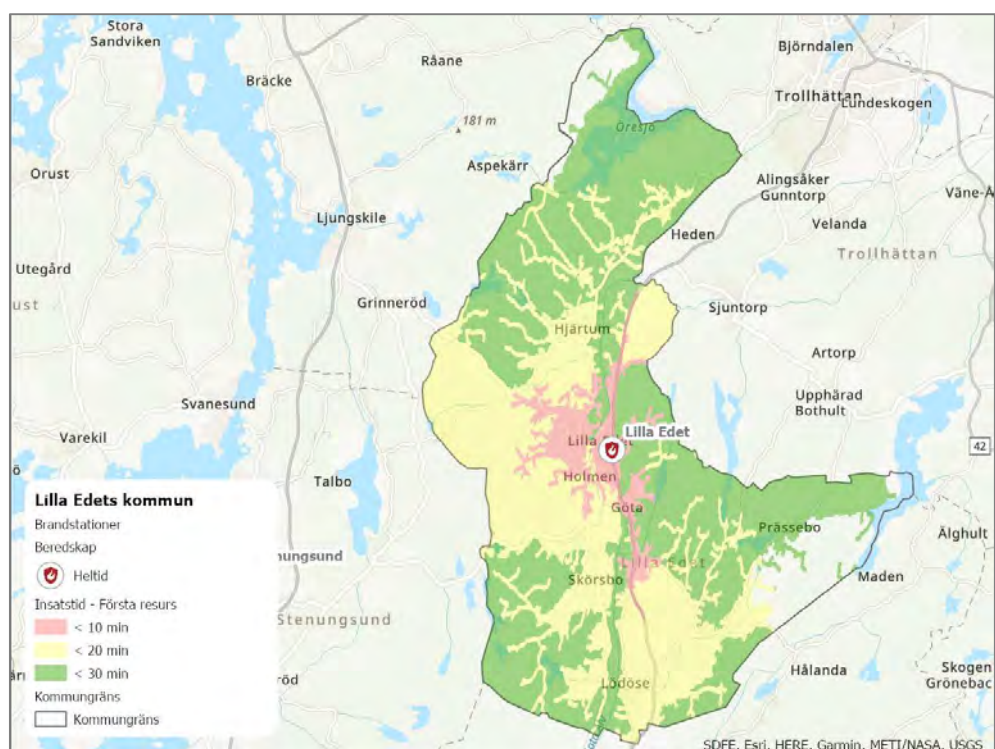 Stora
Sandviken
Björndalen
Råane
Bräcke
Trollhättan
Lundeskogen
181 m
Öresjö
Aspekärr
Orust
Alingsåker
Gunntorp
Väne-Å
Ljungskile
Velanda
Heden
Trollhättan
Utegård
ust
Grinneröd
Sjuntorp
Hjärtum
Artorp
Upphärad
Bothult
Svanesund
Lilla Edet
Lilla Edet
Varekil
42
Holmen
Talbo
Göta
Prässebo
Älghult
nungsund
Lilla Edet
Skörsbo
Maden
Stenungsund
Hålanda
Skogen
Grönebac
röd
Lödöse
Lilla Edets kommun
Brandstationer
Beredskap
Heltid
Insatstid - Första resurs
< 10 min
< 20 min
< 30 min
Kommungräns
Kommungräns
SDFE, Esri, HERE, Garmin, METI/NASA, USGS